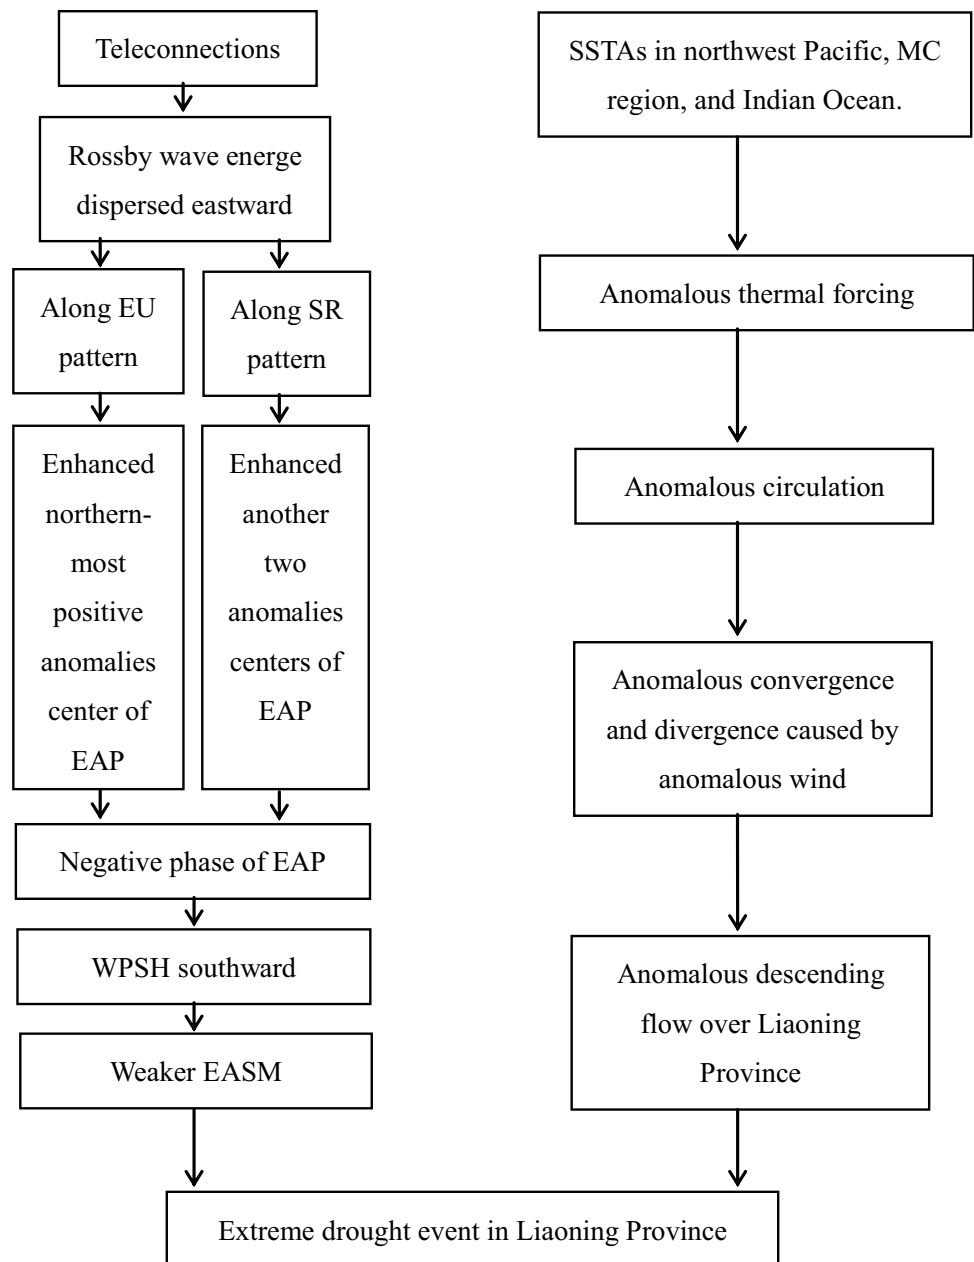 Teleconnections
Rossby wave energe
dispersed eastward
Along EU
pattern
Along SR
pattern
Enhanced
northern-
most
positive
anomalies
center of
EAP
Enhanced
another
two
anomalies
centers of
EAP
Negative phase of EAP
WPSH southward
Weaker EASM
SSTAs in northwest Pacific, MC
region, and Indian Ocean.
Anomalous thermal forcing
Anomalous circulation
Anomalous convergence
and divergence caused by
anomalous wind
Anomalous descending
flow over Liaoning
Province
Extreme drought event in Liaoning Province